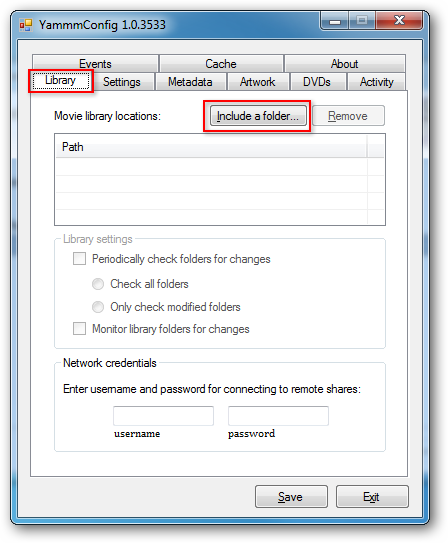 YammmConfig 1.0.3533
Events Cache About
Library Settings Metadata Artwork DVDs Activity
Movie library locations: Include a folder... Remove
Path
Library settings
Periodically check folders for changes
Check all folders
Only check modified folders
Monitor library folders for changes
Network credentials
Enter username and password for connecting to remote shares:
username password
Save Exit